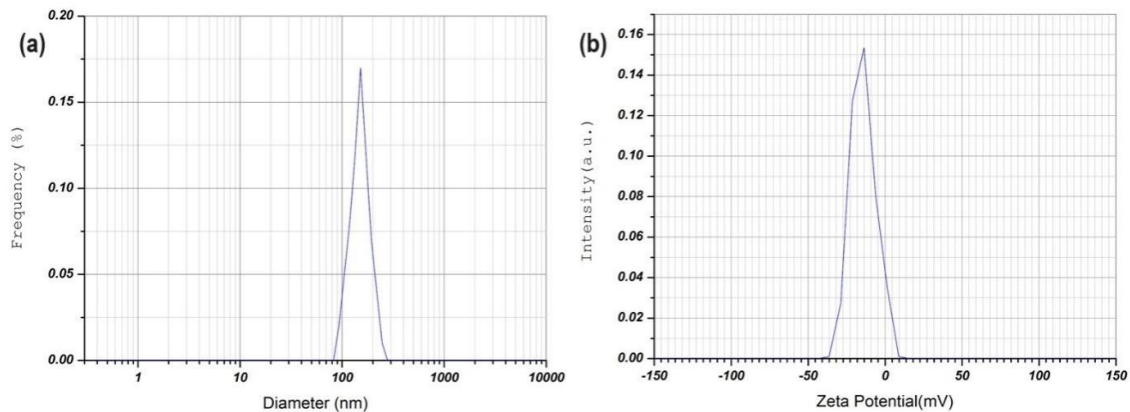 (a)
0.20
0.15
0.10
0.05
0.00
Frequency (%)
1 10 100 1000 10000
Diameter (nm)
(b)
0.16
0.14
0.12
0.10
0.08
0.06
0.04
0.02
0.00
Intensity(a.u.)
-150 -100 -50 0 50 100 150
Zeta Potential(mV)